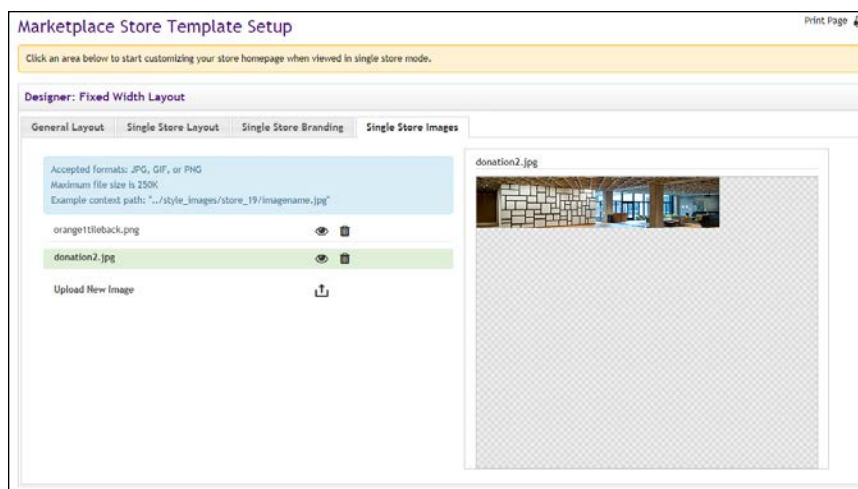 Marketplace Store Template Setup
Print Page
Click an area below to start customizing your store homepage when viewed in single store mode.
Designer: Fixed Width Layout
General Layout
Single Store Layout
Single Store Branding
Single Store Images
Accepted formats: JPG, GIF, or PNG
Maximum file size is 250K
Example context path: "../style_images/store_19/imagename.jpg"
orange1tileback.png
donation2.jpg
Upload New Image
donation2.jpg